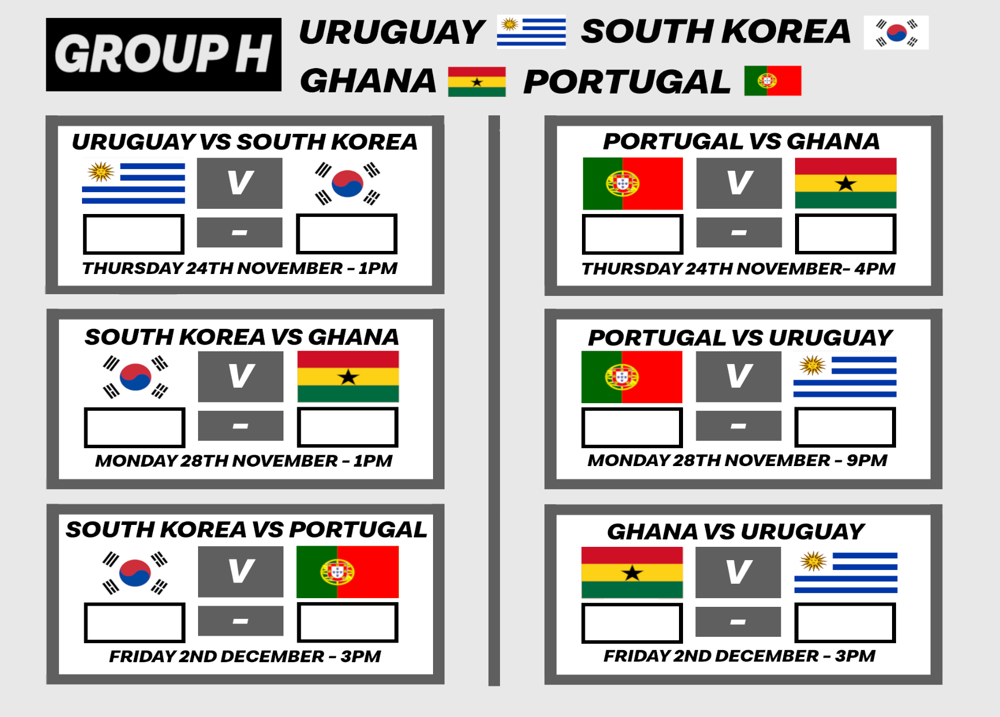 GROUP H
URUGUAY SOUTH KOREA
GHANA PORTUGAL
URUGUAY VS SOUTH KOREA
V
-
THURSDAY 24TH NOVEMBER - 1PM
PORTUGAL VS GHANA
V
-
THURSDAY 24TH NOVEMBER- 4PM
SOUTH KOREA VS GHANA
V
-
MONDAY 28TH NOVEMBER - 1PM
PORTUGAL VS URUGUAY
V
-
MONDAY 28TH NOVEMBER - 9PM
SOUTH KOREA VS PORTUGAL
V
-
FRIDAY 2ND DECEMBER - 3PM
GHANA VS URUGUAY
V
-
FRIDAY 2ND DECEMBER - 3PM